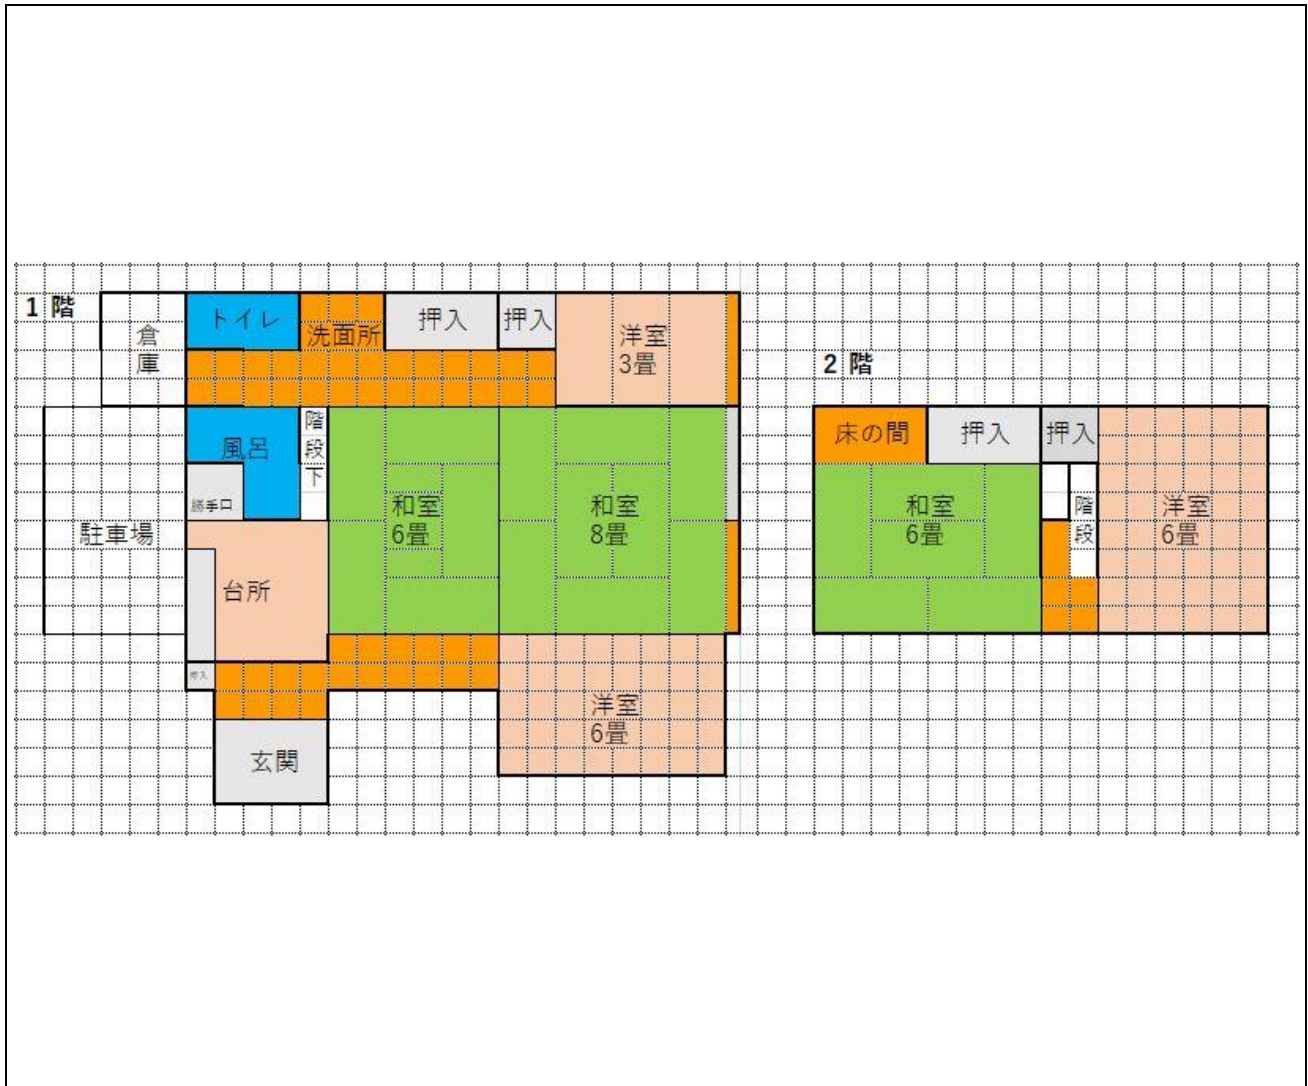 1 階
倉
庫
トイレ
洗面所
押入
押入
洋室
3畳
風呂
階
段
下
勝手口
和室
6畳
和室
8畳
駐車場
台所
押入
洋室
6畳
玄関
2 階
床の間
押入
押入
和室
6畳
階
段
洋室
6畳